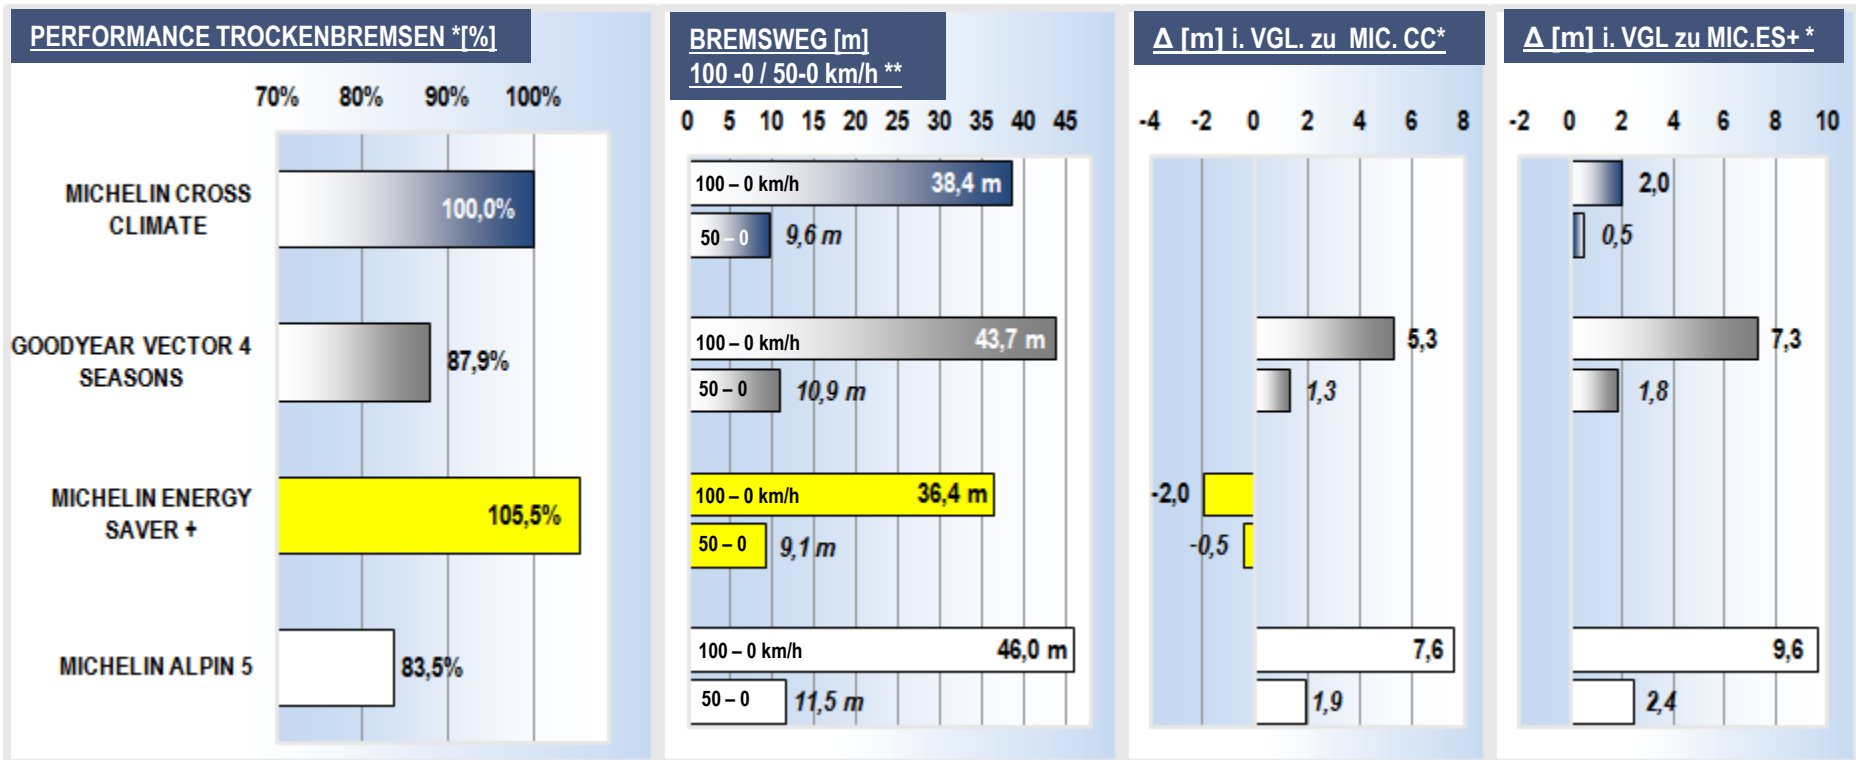 PERFORMANCE TROCKENBREMSEN *[%]
70% 80% 90% 100%
MICHELIN CROSS
CLIMATE
100,0%
GOODYEAR VECTOR 4
SEASONS
87,9%
MICHELIN ENERGY
SAVER +
105,5%
MICHELIN ALPIN 5
83,5%
BREMSWEG [m]
100 -0 / 50-0 km/h **
0 5 10 15 20 25 30 35 40 45
100 – 0 km/h 38,4 m
50 – 0 9,6 m
100 – 0 km/h 43,7 m
50 – 0 10,9 m
100 – 0 km/h 36,4 m
50 – 0 9,1 m
100 – 0 km/h 46,0 m
50 – 0 11,5 m
Δ [m] i. VGL. zu MIC. CC*
-4 -2 0 2 4 6 8
5,3
1,3
-2,0
-0,5
7,6
1,9
Δ [m] i. VGL zu MIC.ES+ *
-2 0 2 4 6 8 10
2,0
0,5
7,3
1,8
9,6
2,4